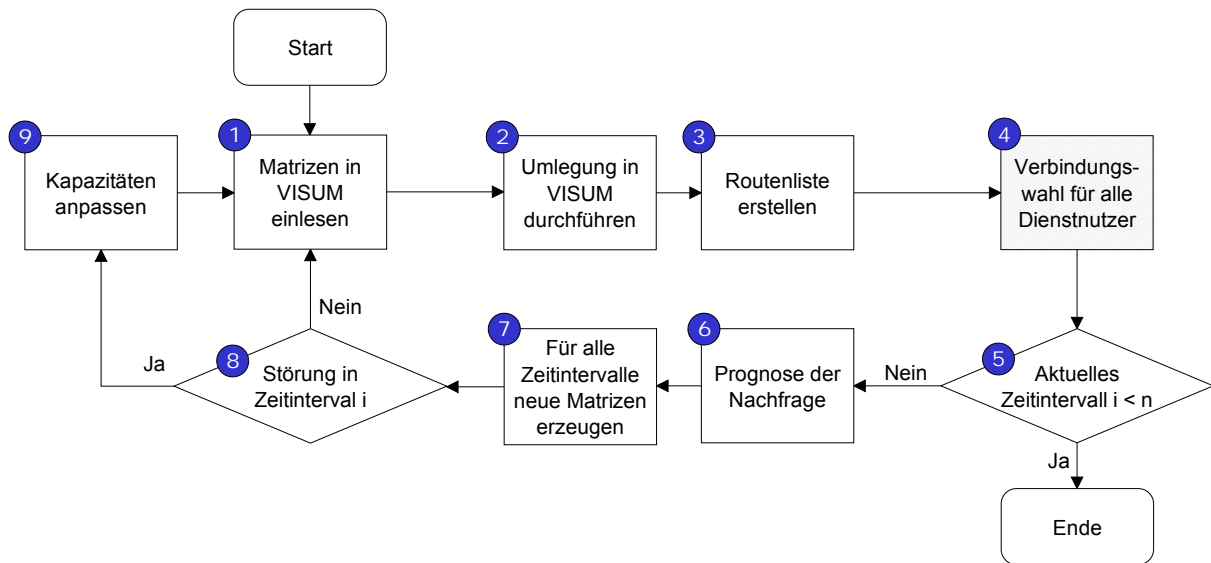 Start
9
Kapazitäten
anpassen
1
Matrizen in
VISUM
einlesen
2
Umlegung in
VISUM
durchführen
3
Routenliste
erstellen
4
Verbindungs-
wahl für alle
Dienstnutzer
5
Aktuelles
Zeitintervall i < n
Nein
Ja
Ende
6
Prognose der
Nachfrage
7
Für alle
Zeitintervalle
neue Matrizen
erzeugen
8
Störung in
Zeitinterval i
Nein
Ja